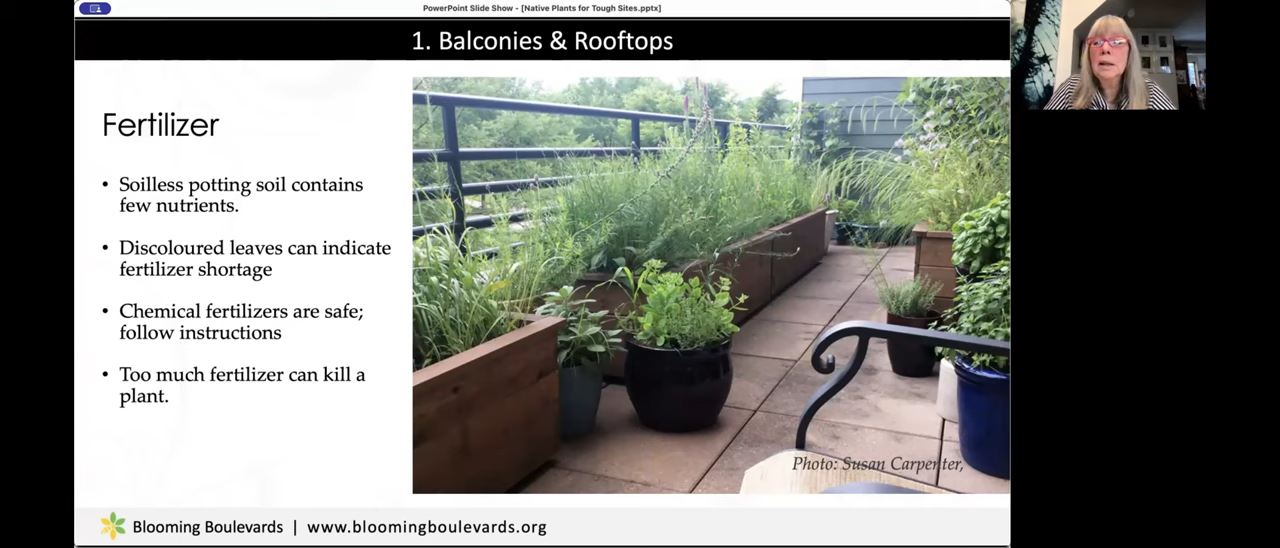 PowerPoint Slide Show - [Native Plants for Tough Sites.pptx]
1. Balconies & Rooftops
Fertilizer
• Soilless potting soil contains
few nutrients.
• Discoloured leaves can indicate
fertilizer shortage
• Chemical fertilizers are safe;
follow instructions
• Too much fertilizer can kill a
plant.
Photo: Susan Carpenter,
Blooming Boulevards | www.bloomingboulevards.org